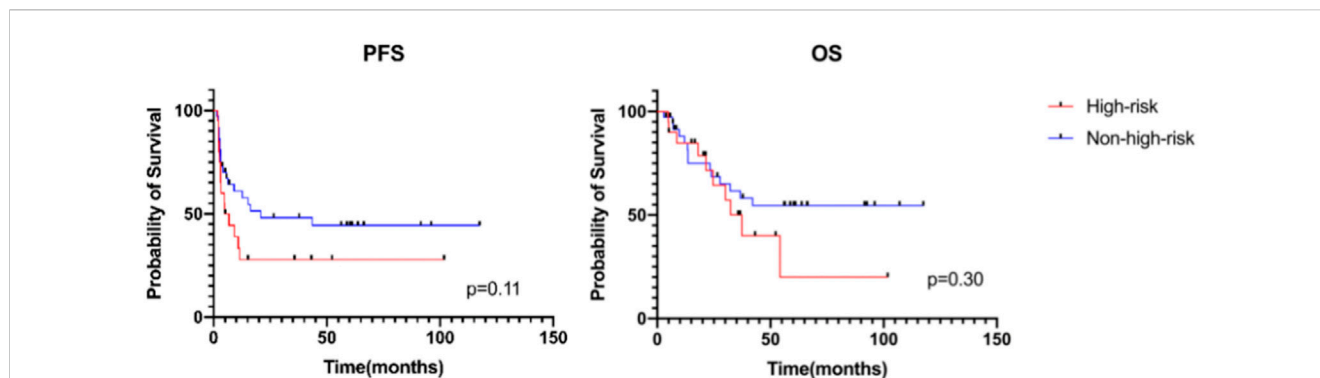 PFS
Probability of Survival
100
50
0
0 50 100 150
Time(months)
p=0.11
OS
Probability of Survival
100
50
0
0 50 100 150
Time(months)
p=0.30
High-risk
Non-high-risk